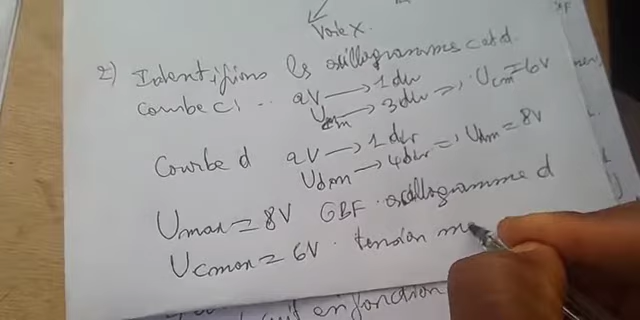 Voie X.
2) Identifions les oscillogrammes c et d.
Courbe c : 2V → 1 div
Ucm → 3 div => Ucm = 6V
Courbe d 2V → 1 div
Udm → 4 div => Udm = 8V
Umax = 8V GBF. oscillogramme d
Ucmax = 6V. tension m
en fonction